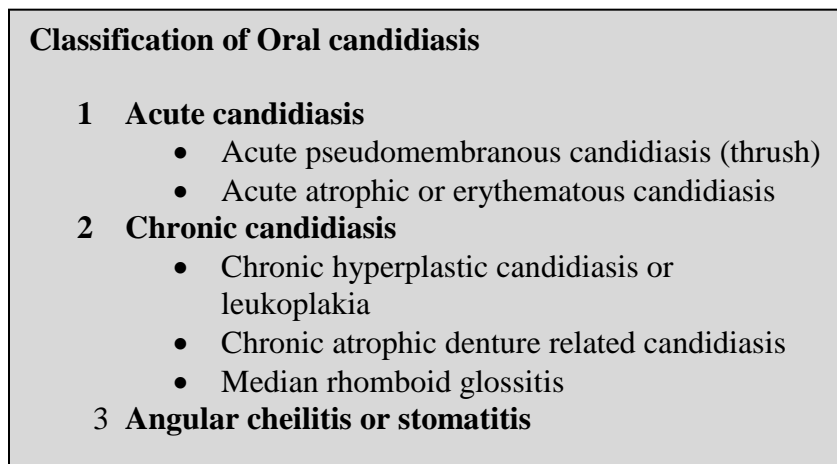 Classification of Oral candidiasis
1 Acute candidiasis
• Acute pseudomembranous candidiasis (thrush)
• Acute atrophic or erythematous candidiasis
2 Chronic candidiasis
• Chronic hyperplastic candidiasis or
leukoplakia
• Chronic atrophic denture related candidiasis
• Median rhomboid glossitis
3 Angular cheilitis or stomatitis